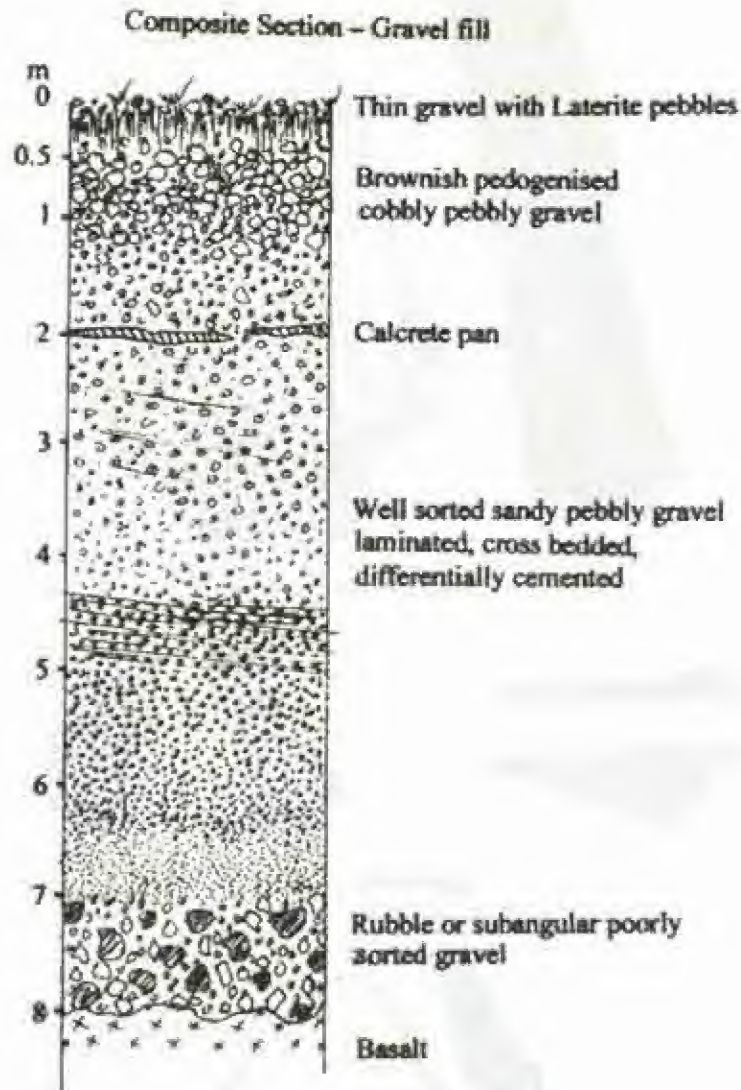 Composite Section – Gravel fill
m
0
Thin gravel with Laterite pebbles
0.5
Brownish pedogenised
cobbly pebbly gravel
1
2
Calcrete pan
3
Well sorted sandy pebbly gravel
4
laminated, cross bedded,
differentially cemented
5
6
7
Rubble or subangular poorly
sorted gravel
8
Basalt